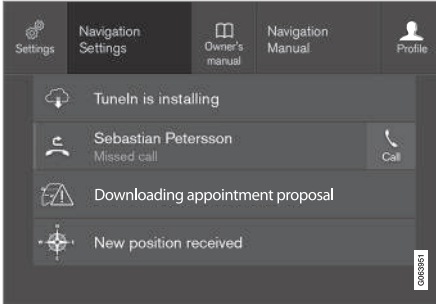 Settings
Navigation
Settings
Owner's
manual
Navigation
Manual
Profile
TuneIn is installing
Sebastian Petersson
Missed call
Call
Downloading appointment proposal
New position received
G063951